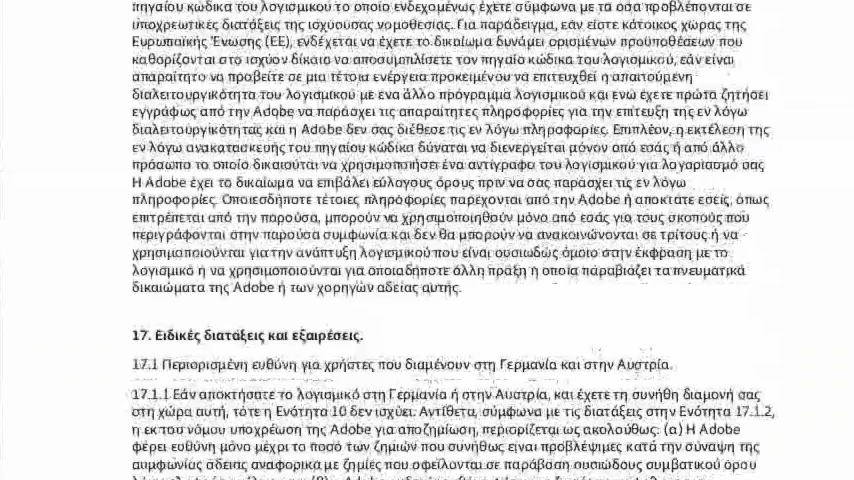 πηγαίου κώδικα του λογισμικού το οποίο ενδεχομένως έχετε σύμφωνα με τα όσα προβλέπονται σε
υποχρεωτικές διατάξεις της ισχύουσας νομοθεσίας. Για παράδειγμα, εάν είστε κάτοικος χώρας της
Ευρωπαϊκής Ένωσης (ΕΕ), ενδέχεται να έχετε το δικαίωμα δυνάμει ορισμένων προϋποθέσεων που
καθορίζονται στο ισχύον δίκαιο να αποσυμπιλίσετε τον πηγαίο κώδικα του λογισμικού, εάν είναι
απαραίτητο να προβείτε σε μια τέτοια ενέργεια προκειμένου να επιτευχθεί η απαιτούμενη
διαλειτουργικότητα του λογισμικού με ένα άλλο πρόγραμμα λογισμικού και ενώ έχετε πρώτα ζητήσει
εγγράφως από την Adobe να παράσχει τις απαραίτητες πληροφορίες για την επίτευξη της εν λόγω
διαλειτουργικότητας και η Adobe δεν σας διέθεσε τις εν λόγω πληροφορίες. Επιπλέον, η εκτέλεση της
εν λόγω ανακατασκευής του πηγαίου κώδικα δύναται να διενεργείται μόνον από εσάς ή από άλλο
πρόσωπο το οποίο δικαιούται να χρησιμοποιήσει ένα αντίγραφο του λογισμικού για λογαριασμό σας
Η Adobe έχει το δικαίωμα να επιβάλει εύλογους όρους πριν να σας παράσχει τις εν λόγω
πληροφορίες. Οποιεσδήποτε τέτοιες πληροφορίες παρέχονται από την Adobe ή αποκτάτε εσείς, όπως
επιτρέπεται από την παρούσα, μπορούν να χρησιμοποιηθούν μόνο από εσάς για τους σκοπούς που
περιγράφονται στην παρούσα συμφωνία και δεν θα μπορούν να ανακοινώνονται σε τρίτους ή να
χρησιμοποιούνται για την ανάπτυξη λογισμικού που είναι ουσιωδώς όμοιο στην έκφραση με το
λογισμικό ή να χρησιμοποιούνται για οποιαδήποτε άλλη πράξη η οποία παραβιάζει τα πνευματικά
δικαιώματα της Adobe ή των χορηγών αδείας αυτής.
17. Ειδικές διατάξεις και εξαιρέσεις.
17.1 Περιορισμένη ευθύνη για χρήστες που διαμένουν στη Γερμανία και στην Αυστρία.
17.1.1 Εάν αποκτήσατε το λογισμικό στη Γερμανία ή στην Αυστρία, και έχετε τη συνήθη διαμονή σας
στη χώρα αυτή, τότε η Ενότητα 10 δεν ισχύει. Αντίθετα, σύμφωνα με τις διατάξεις στην Ενότητα 17.1.2,
η εκ του νόμου υποχρέωση της Adobe για αποζημίωση, περιορίζεται ως ακολούθως: (α) Η Adobe
φέρει ευθύνη μόνο μέχρι το ποσό των ζημιών που συνήθως είναι προβλέψιμες κατά την σύναψη της
συμφωνίας άδειας αναφορικά με ζημίες που οφείλονται σε παράβαση ουσιώδους συμβατικού όρου